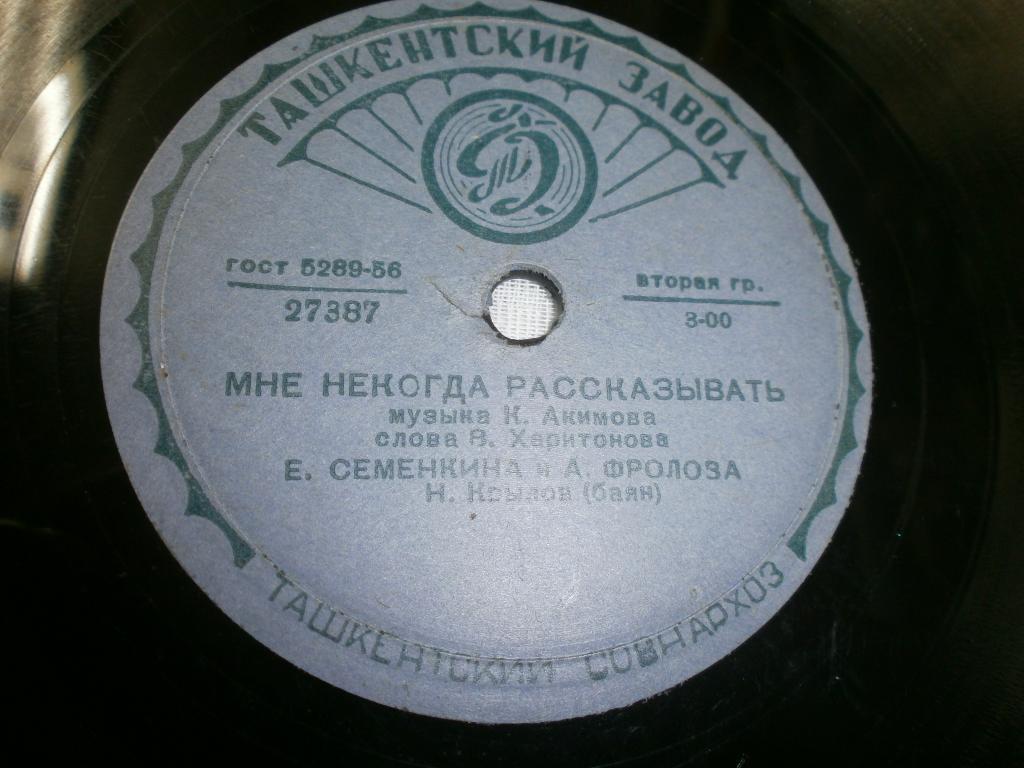 ТАШКЕНТСКИЙ ЗАВОД
ГОСТ 5289-56
27387
вторая гр.
3-00
МНЕ НЕКОГДА РАССКАЗЫВАТЬ
музыка К. Акимова
слова В. Харитонова
Е. СЕМЕНКИНА и А. ФРОЛОВА
Н. Крылов (баян)
ТАШКЕНТСКИЙ СОВНАРХОЗ